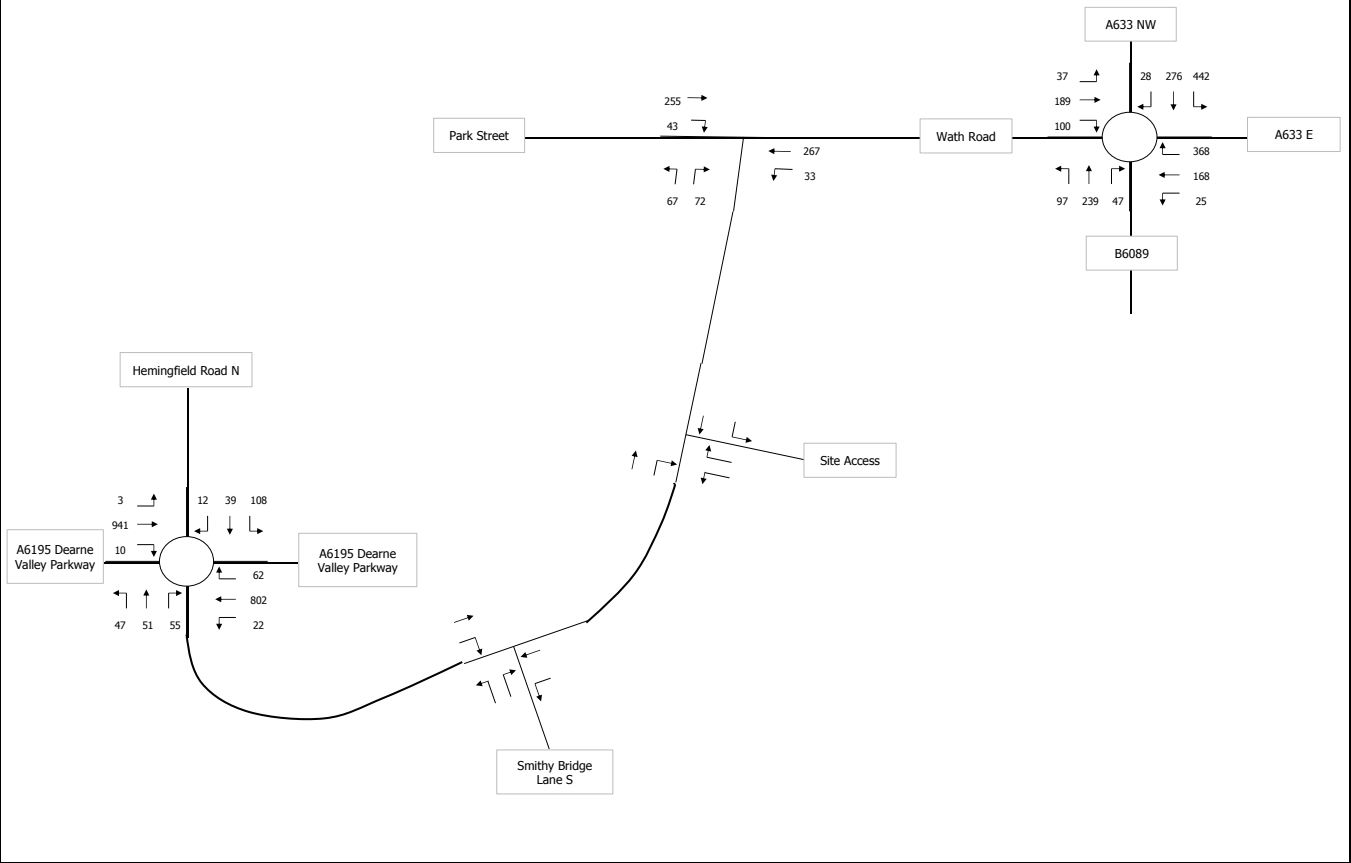 A633 NW
37
28 276 442
189
100
255
43
Park Street
Wath Road
A633 E
267
33
368
168
25
67 72
97 239 47
B6089
Hemingfield Road N
Site Access
3
12 39 108
941
10
A6195 Dearne
Valley Parkway
A6195 Dearne
Valley Parkway
62
802
22
47 51 55
Smithy Bridge
Lane S